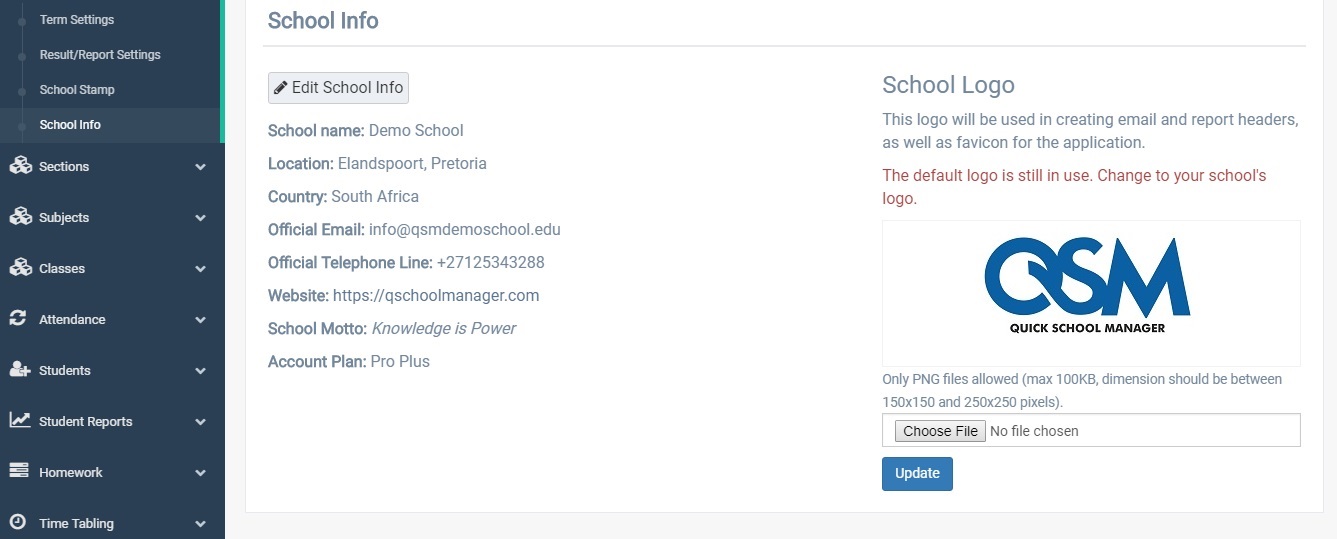 Term Settings
Result/Report Settings
School Stamp
School Info
Sections
Subjects
Classes
Attendance
Students
Student Reports
Homework
Time Tabling
School Info
Edit School Info
School name: Demo School
Location: Elandspoort, Pretoria
Country: South Africa
Official Email: info@qsmdemoschool.edu
Official Telephone Line: +27125343288
Website: https://qschoolmanager.com
School Motto: Knowledge is Power
Account Plan: Pro Plus
School Logo
This logo will be used in creating email and report headers,
as well as favicon for the application.
The default logo is still in use. Change to your school's
logo.
QSM
QUICK SCHOOL MANAGER
Only PNG files allowed (max 100KB, dimension should be between
150x150 and 250x250 pixels).
Choose File No file chosen
Update